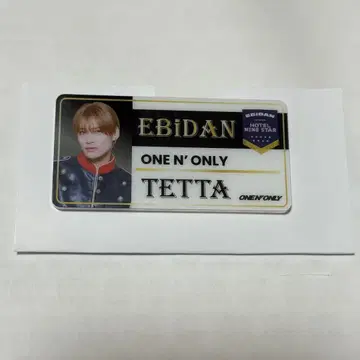 EBiDAN
EBiDAN
HOTEL
NINE STAR
ONE N' ONLY
TETTA
ONE N' ONLY